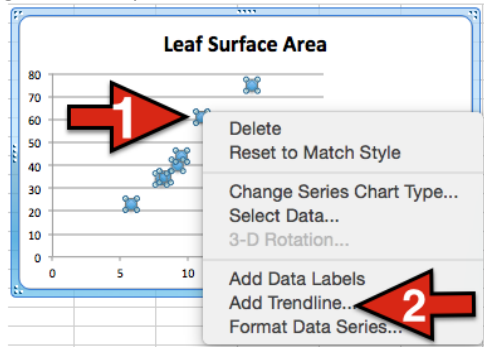 Leaf Surface Area
80
70
60
50
40
30
20
10
0
0 5 10
1
Delete
Reset to Match Style
Change Series Chart Type...
Select Data...
3-D Rotation...
Add Data Labels
Add Trendline...
2
Format Data Series...